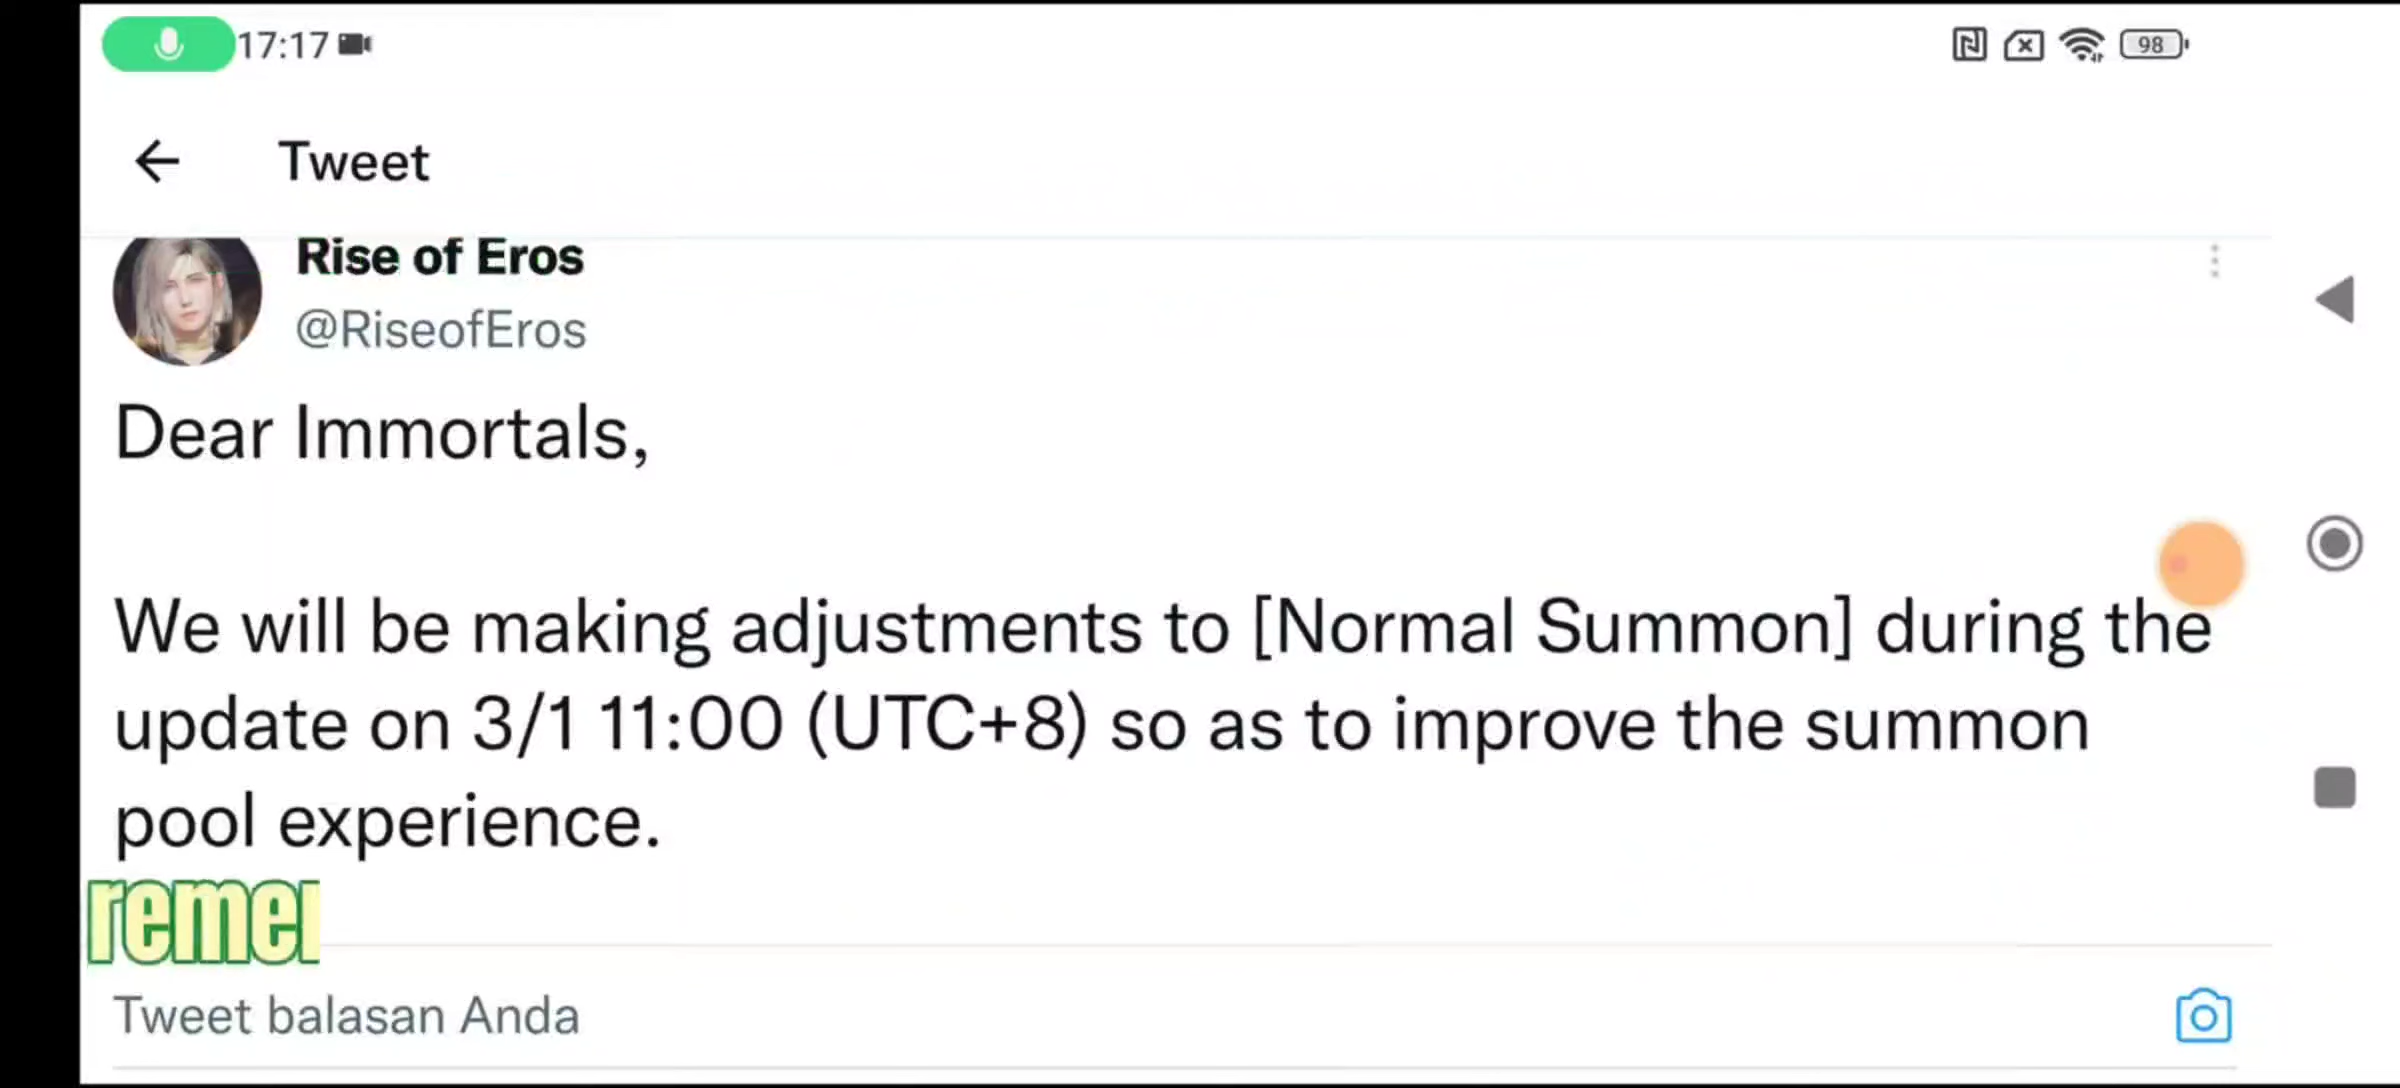 17:17
98
Tweet
Rise of Eros
@RiseofEros
Dear Immortals,
We will be making adjustments to [Normal Summon] during the
update on 3/1 11:00 (UTC+8) so as to improve the summon
pool experience.
Tweet balasan Anda